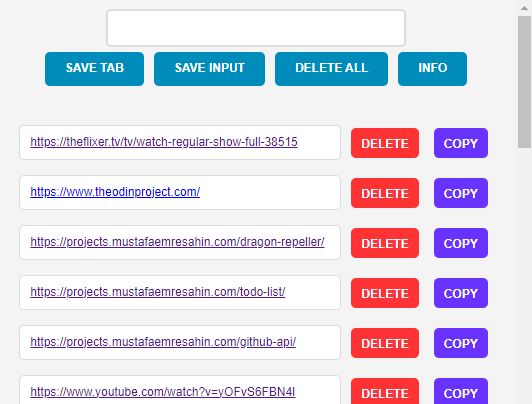 SAVE TAB SAVE INPUT DELETE ALL INFO
https://theflixer.tv/tv/watch-regular-show-full-38515 DELETE COPY
https://www.theodinproject.com/ DELETE COPY
https://projects.mustafaemresahin.com/dragon-repeller/ DELETE COPY
https://projects.mustafaemresahin.com/todo-list/ DELETE COPY
https://projects.mustafaemresahin.com/github-api/ DELETE COPY
https://www.youtube.com/watch?v=yOFvS6FBN4I DELETE COPY